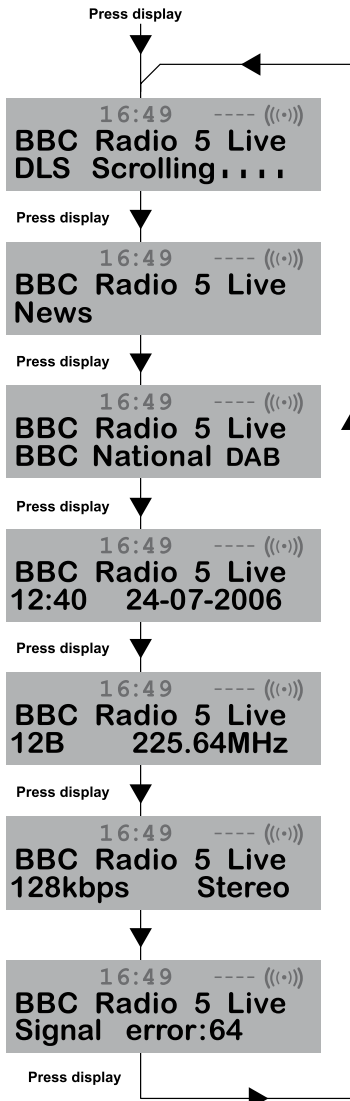 Press display
16:49 ----
BBC Radio 5 Live
DLS Scrolling....
Press display
16:49 ----
BBC Radio 5 Live
News
Press display
16:49 ----
BBC Radio 5 Live
BBC National DAB
Press display
16:49 ----
BBC Radio 5 Live
12:40 24-07-2006
Press display
16:49 ----
BBC Radio 5 Live
12B 225.64MHz
Press display
16:49 ----
BBC Radio 5 Live
128kbps Stereo
16:49 ----
BBC Radio 5 Live
Signal error:64
Press display